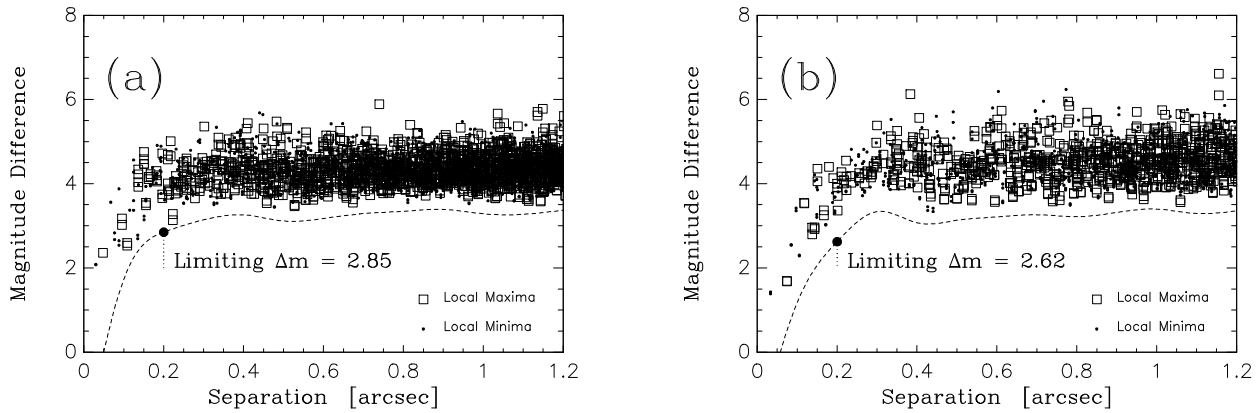 (a)
Magnitude Difference
8
6
4
2
0
Limiting Δm = 2.85
Local Maxima
Local Minima
0 0.2 0.4 0.6 0.8 1 1.2
Separation [arcsec]
(b)
Magnitude Difference
8
6
4
2
0
Limiting Δm = 2.62
Local Maxima
Local Minima
0 0.2 0.4 0.6 0.8 1 1.2
Separation [arcsec]